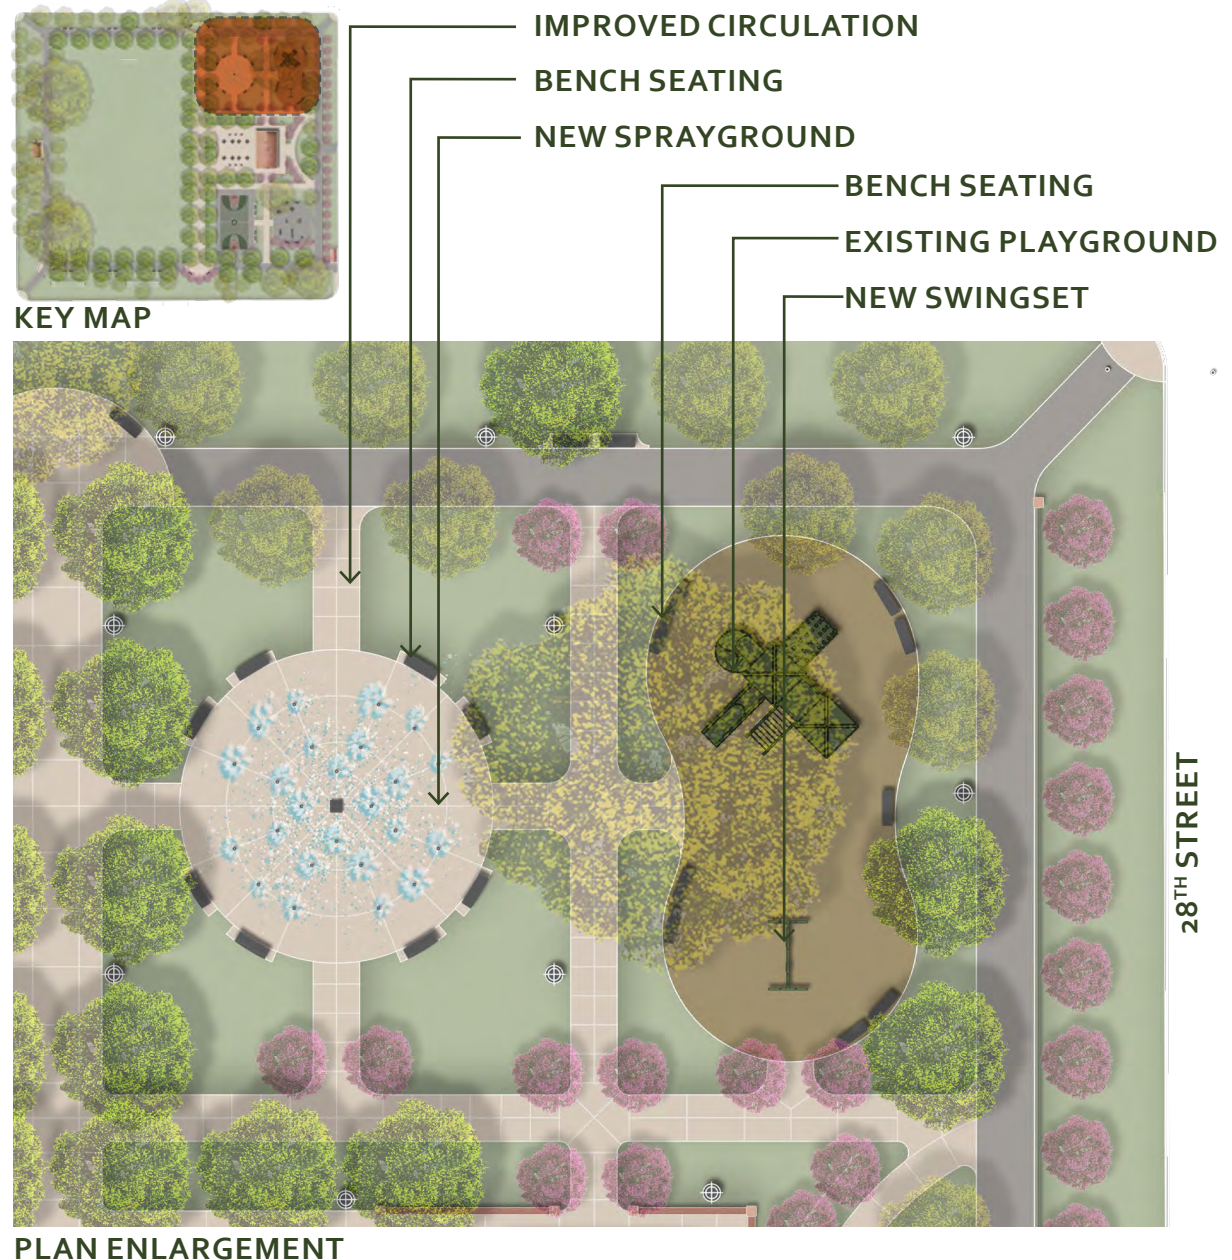 IMPROVED CIRCULATION
BENCH SEATING
NEW SPRAYGROUND
BENCH SEATING
EXISTING PLAYGROUND
NEW SWINGSET
KEY MAP
28TH STREET
PLAN ENLARGEMENT